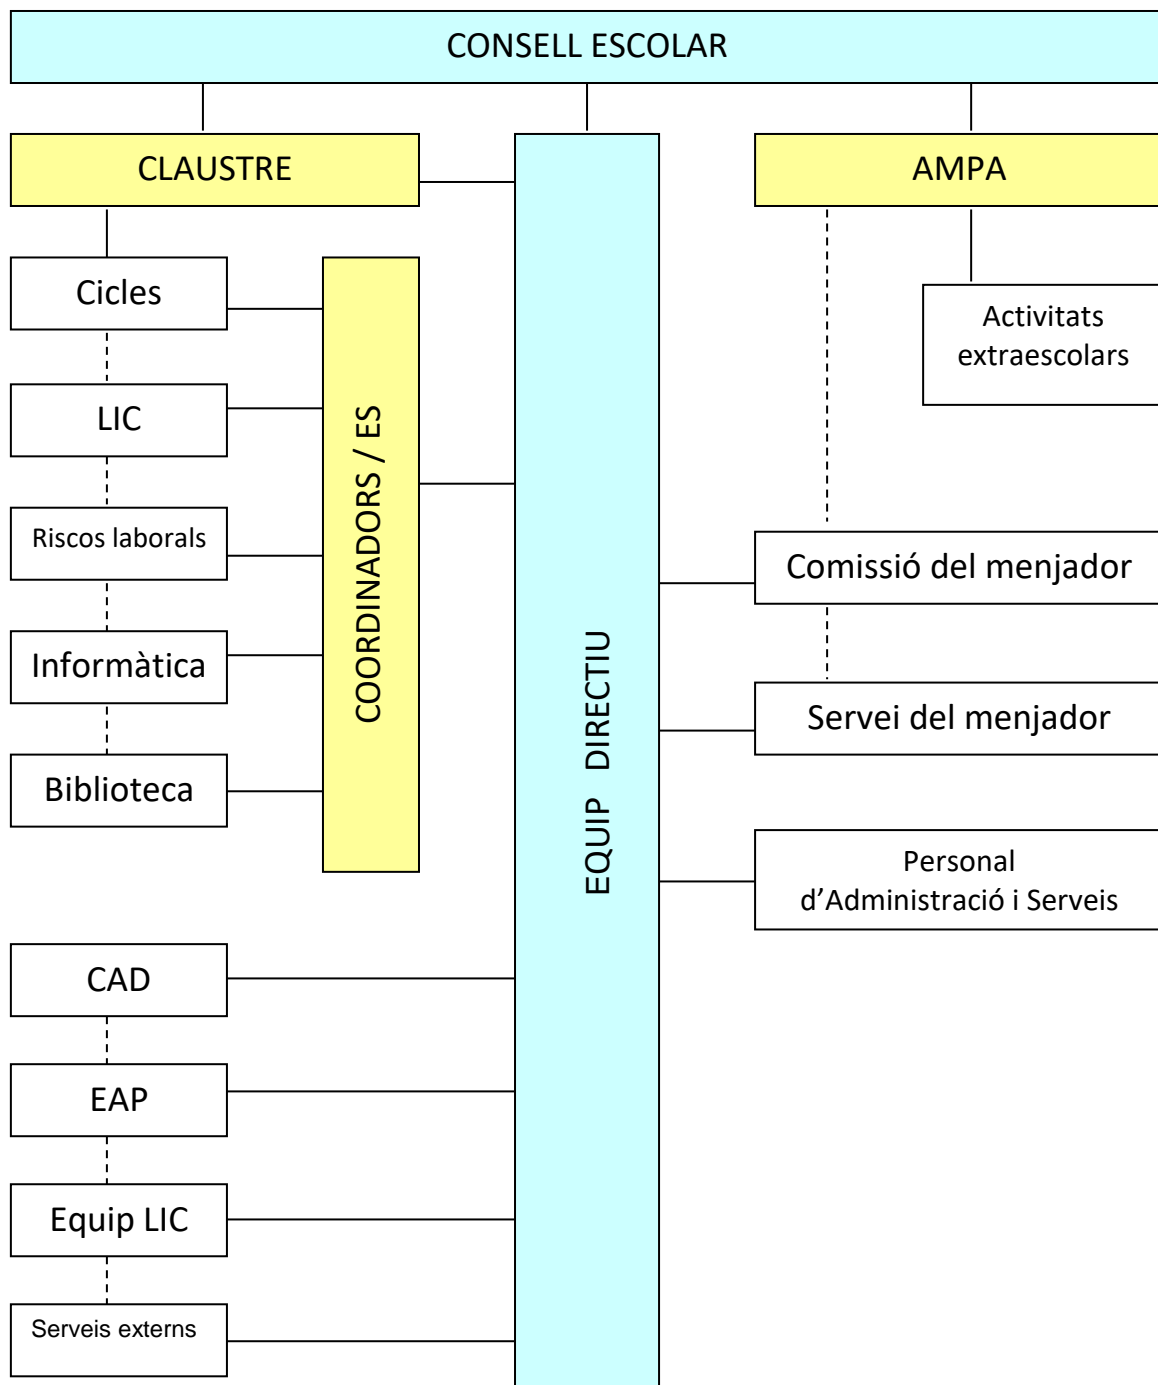 CONSELL ESCOLAR
CLAUSTRE
AMPA
Cicles
Activitats
extraescolars
LIC
COORDINADORS / ES
Riscos laborals
Comissió del menjador
Informàtica
EQUIP DIRECTIU
Servei del menjador
Biblioteca
Personal
d’Administració i Serveis
CAD
EAP
Equip LIC
Serveis externs